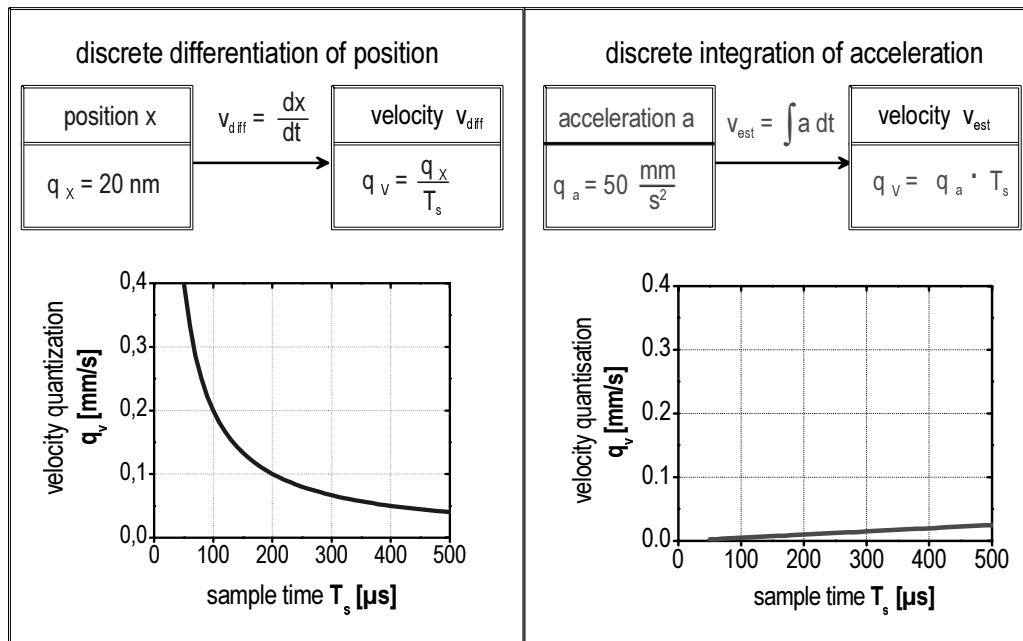 discrete differentiation of position
position x
v_diff = dx/dt
velocity v_diff
q_X = 20 nm
q_V = q_X/T_s
0,4
0,3
0,2
0,1
0,0
0 100 200 300 400 500
velocity quantization
q_v [mm/s]
sample time T_s [µs]
discrete integration of acceleration
acceleration a
v_est = ∫ a dt
velocity v_est
q_a = 50 mm/s²
q_V = q_a · T_s
0.4
0.3
0.2
0.1
0.0
0 100 200 300 400 500
velocity quantisation
q_v [mm/s]
sample time T_s [µs]